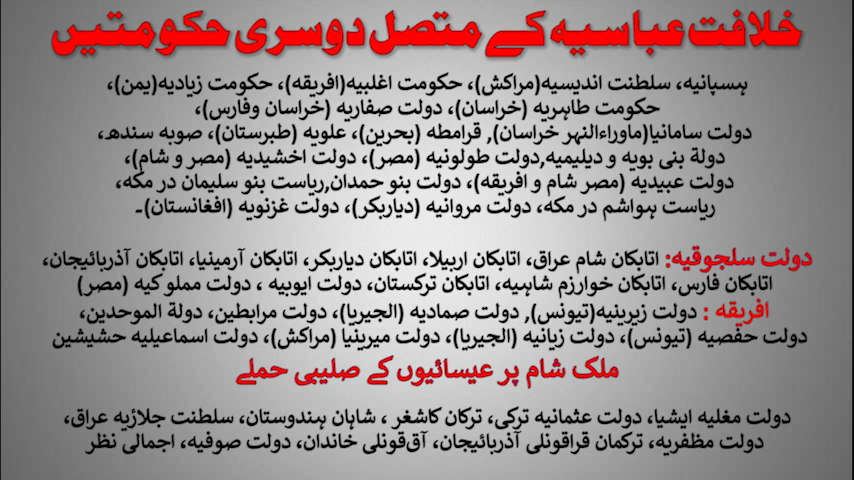 خلافت عباسیہ کے متصل دوسری حکومتیں
ہسپانیہ، سلطنت اندیسیہ(مراکش)، حکومت اغلبیہ(افریقہ)، حکومت زیادیہ(یمن)،
حکومت طاہریہ (خراسان)، دولت صفاریہ (خراسان وفارس)،
دولت سامانیا(ماوراءالنہر خراسان), قرامطہ (بحرین)، علویہ (طبرستان)، صوبہ سندھ،
دولۃ بنی بویہ و دیلیمیہ,دولت طولونیہ (مصر)، دولت اخشیدیہ (مصر و شام)،
دولت عبیدیہ (مصر شام و افریقہ)، دولت بنو حمدان,ریاست بنو سلیمان در مکہ،
ریاست ہواشم در مکہ، دولت مروانیہ (دیاربکر)، دولت غزنویہ (افغانستان)۔
دولت سلجوقیہ: اتابکان شام عراق، اتابکان اربیلا، اتابکان دیاربکر، اتابکان آرمینیا، اتابکان آذربائیجان،
اتابکان فارس، اتابکان خوارزم شاہیہ، اتابکان ترکستان، دولت ایوبیہ ، دولت مملوکیہ (مصر)
افریقہ : دولت زیرینیہ(تیونس), دولت صمادیہ (الجیریا)، دولت مرابطین، دولۃ الموحدین،
دولت حفصیہ (تیونس)، دولت زیانیہ (الجیریا)، دولت میرینیا (مراکش)، دولت اسماعیلیہ حشیشین
ملک شام پر عیسائیوں کے صلیبی حملے
دولت مغلیہ ایشیا، دولت عثمانیہ ترکی، ترکان کاشغر ، شاہان ہندوستان، سلطنت جلاڑیہ عراق،
دولت مظفریہ، ترکمان قراقونلی آذربائیجان، آق‌قونلی خاندان، دولت صوفیہ، اجمالی نظر